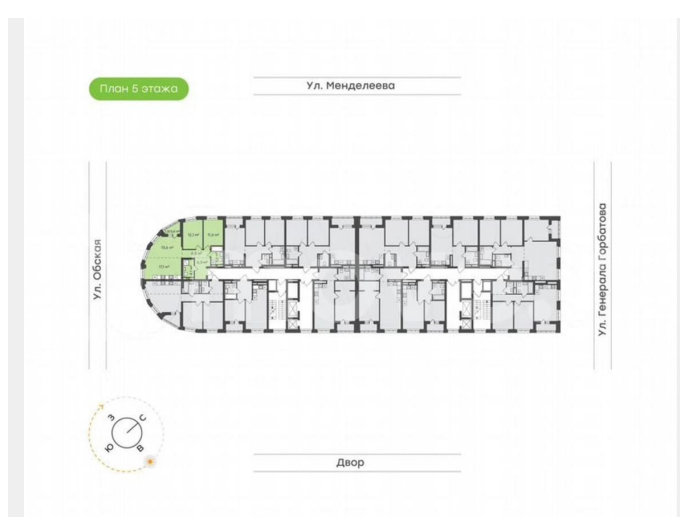 Ул. Менделеева
План 5 этажа
Ул. Обская
Ул. Генерала Горбатова
З
С
Ю
В
Двор